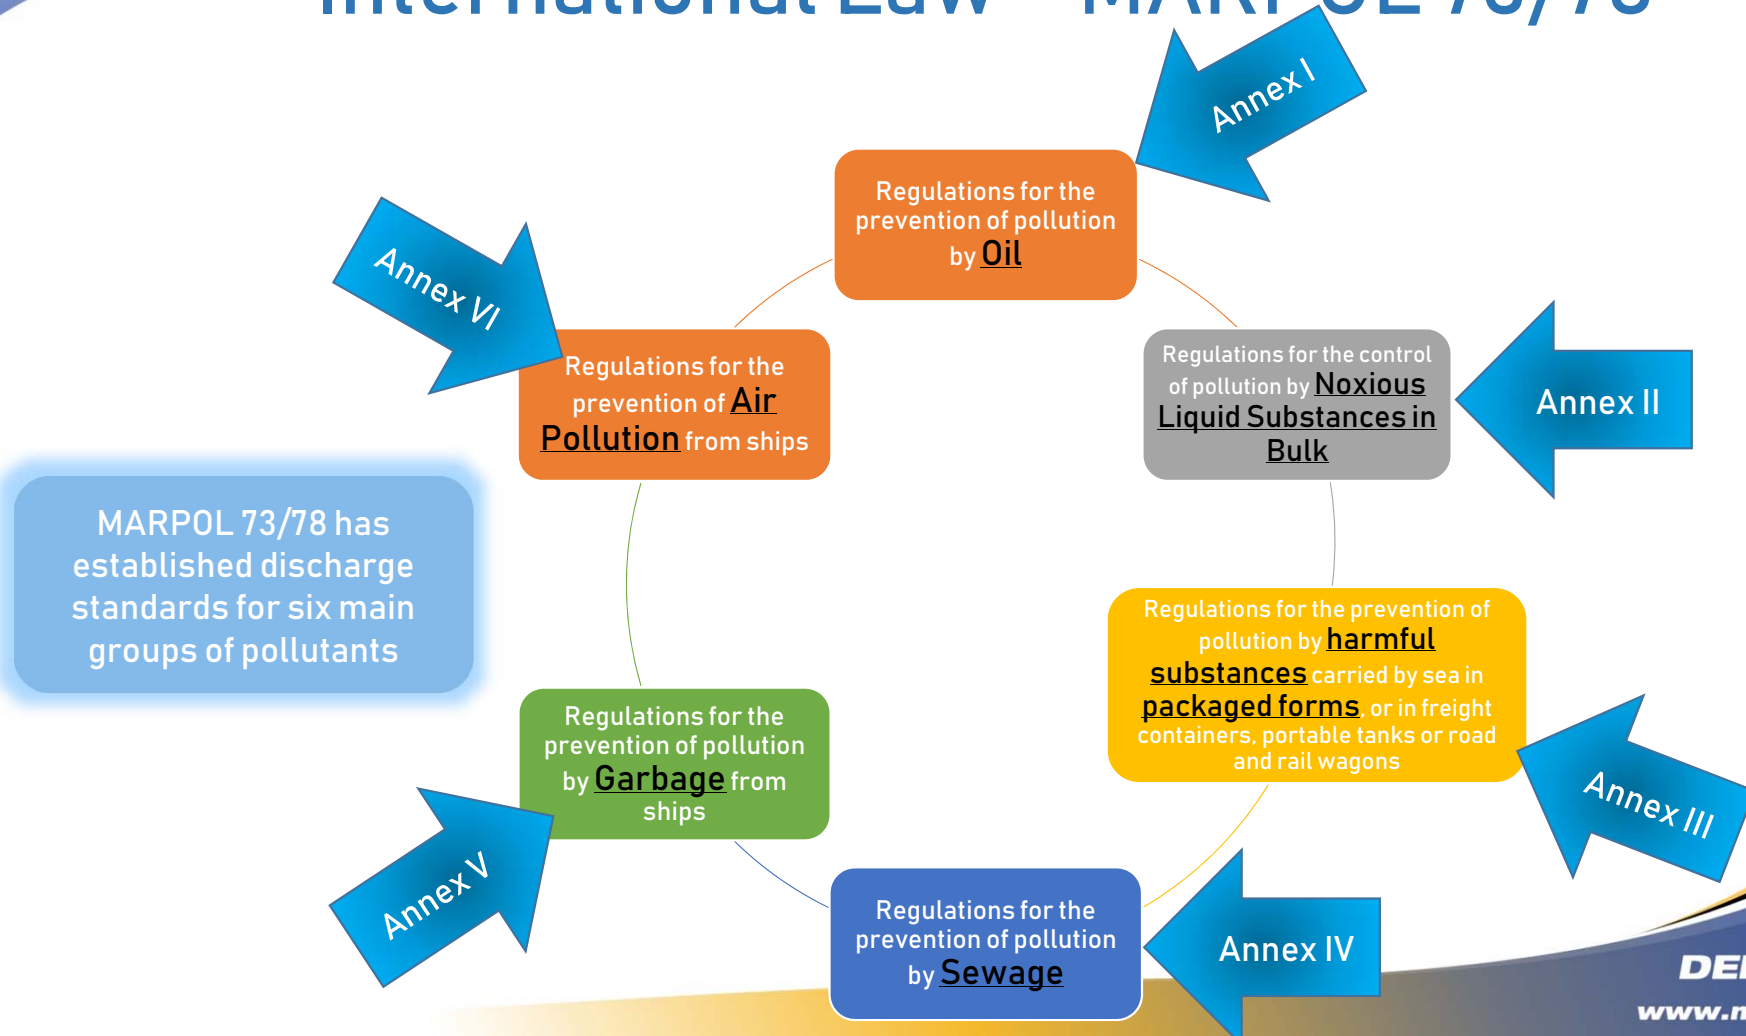 International Law – MARPOL 73/78
Annex I
Regulations for the
prevention of pollution
by Oil
Annex VI
Regulations for the
prevention of Air
Pollution from ships
Regulations for the control
of pollution by Noxious
Liquid Substances in
Bulk
Annex II
MARPOL 73/78 has
established discharge
standards for six main
groups of pollutants
Regulations for the prevention of
pollution by harmful
substances carried by sea in
packaged forms, or in freight
containers, portable tanks or road
and rail wagons
Annex III
Regulations for the
prevention of pollution
by Garbage from
ships
Annex V
Regulations for the
prevention of pollution
by Sewage
Annex IV